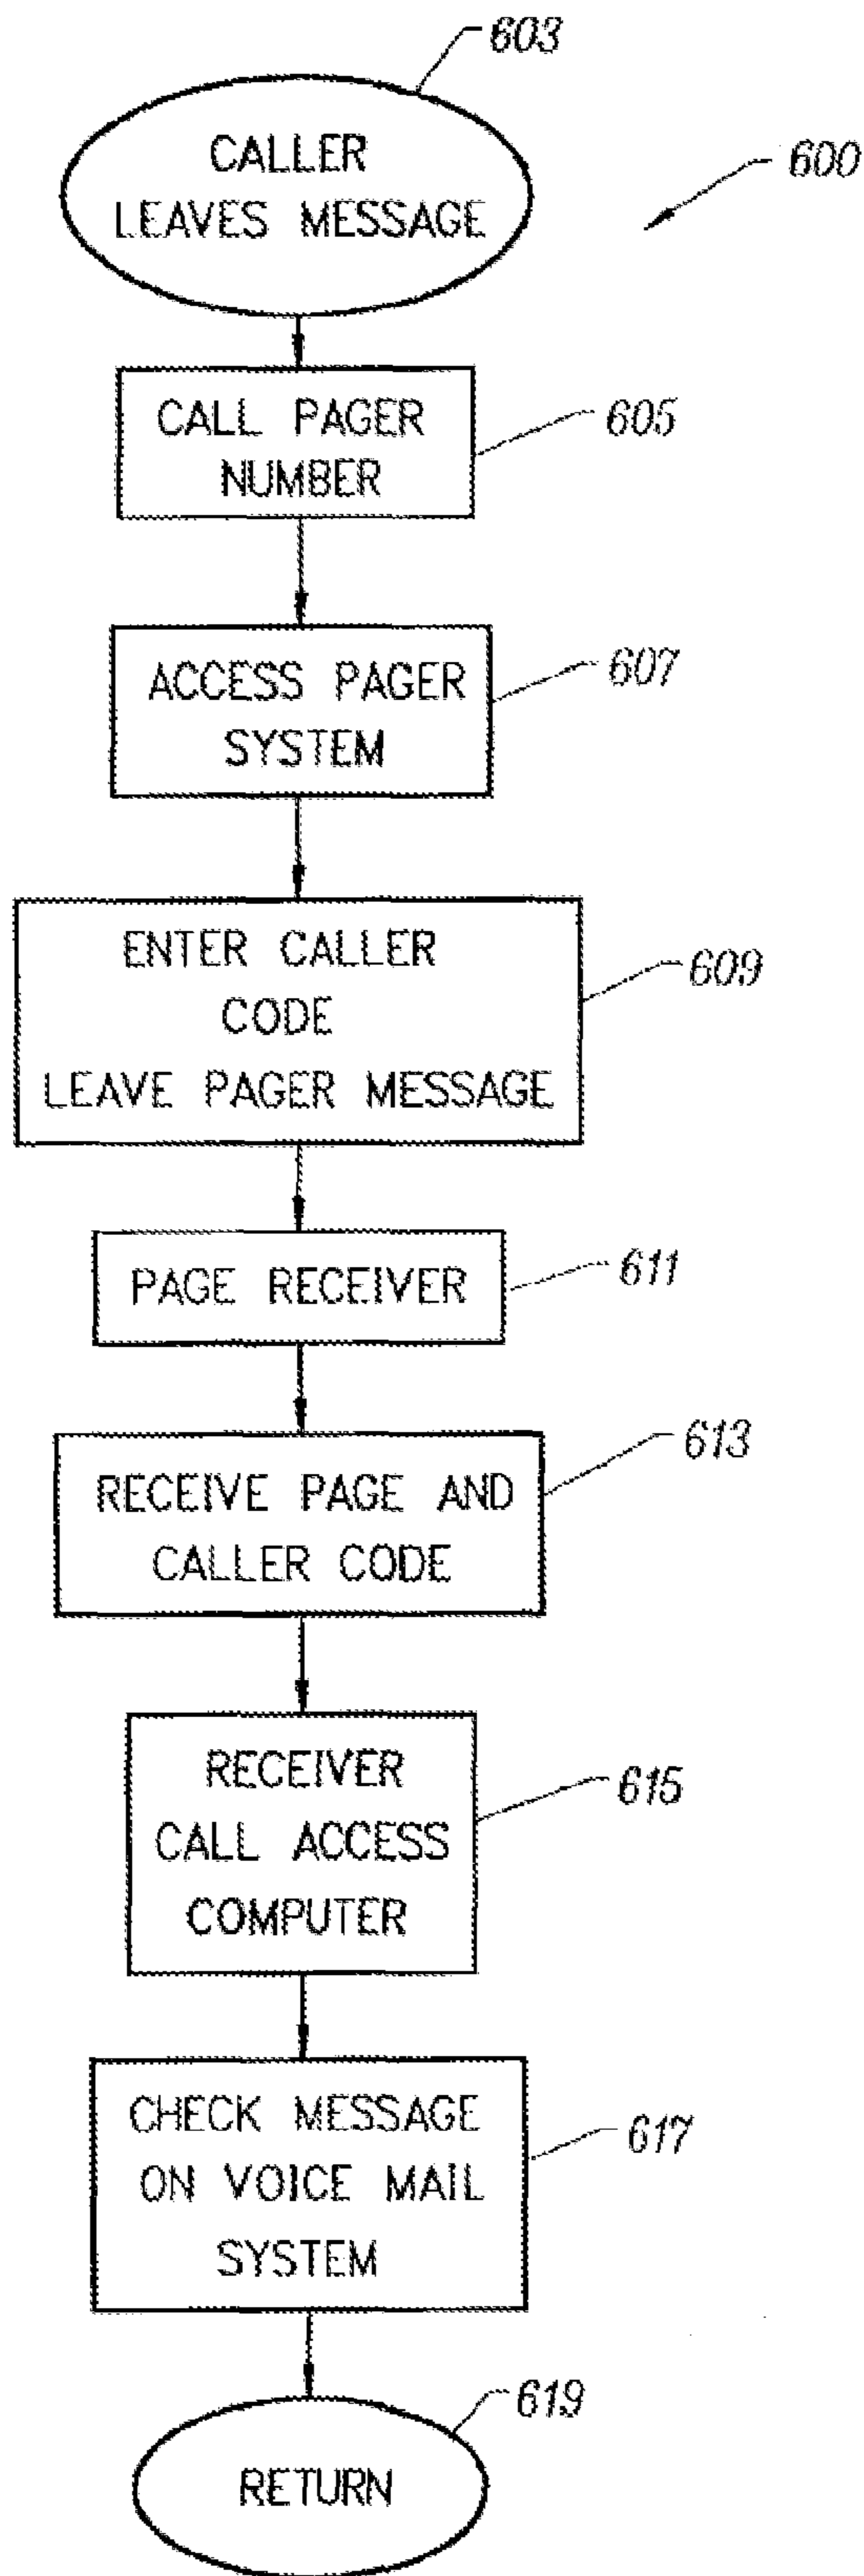 603
CALLER
LEAVES MESSAGE
600
CALL PAGER
NUMBER
605
ACCESS PAGER
SYSTEM
607
ENTER CALLER
CODE
LEAVE PAGER MESSAGE
609
PAGE RECEIVER
611
RECEIVE PAGE AND
CALLER CODE
613
RECEIVER
CALL ACCESS
COMPUTER
615
CHECK MESSAGE
ON VOICE MAIL
SYSTEM
617
619
RETURN